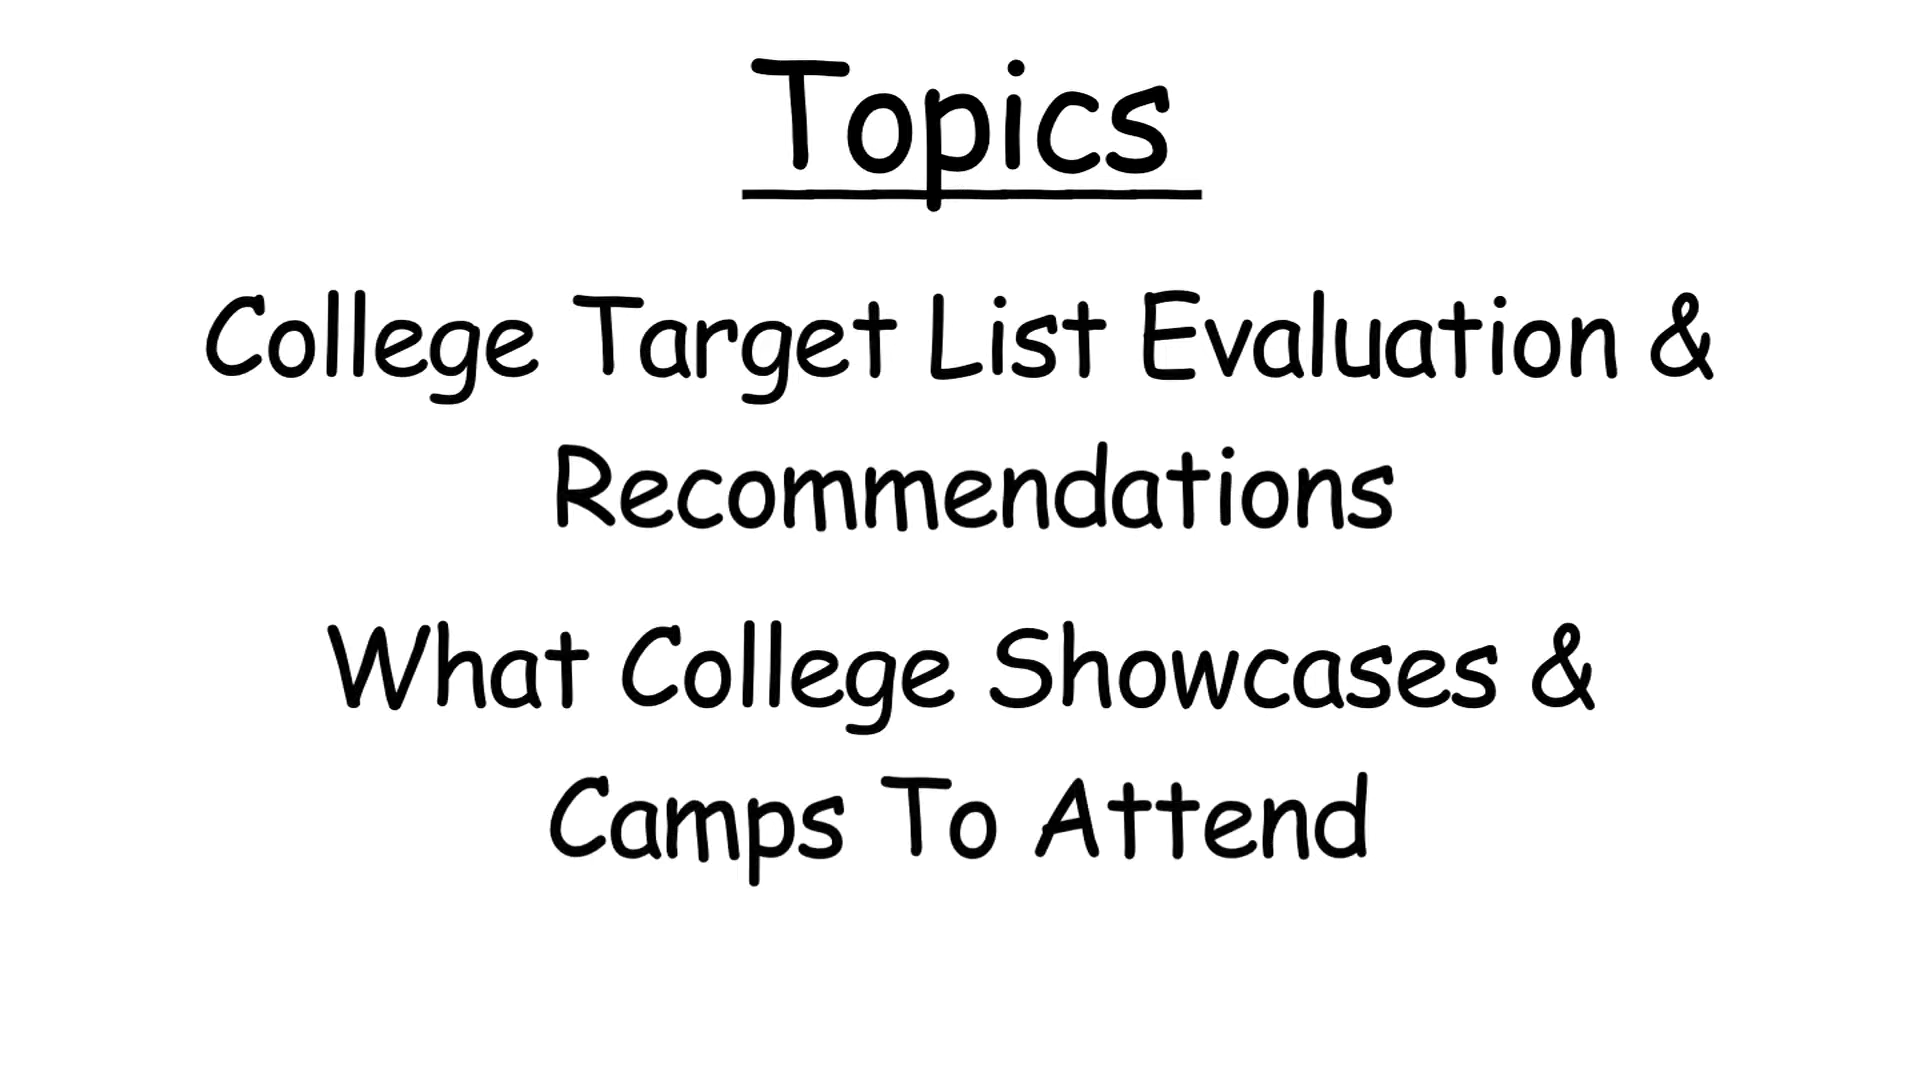 Topics
College Target List Evaluation &
Recommendations
What College Showcases &
Camps To Attend